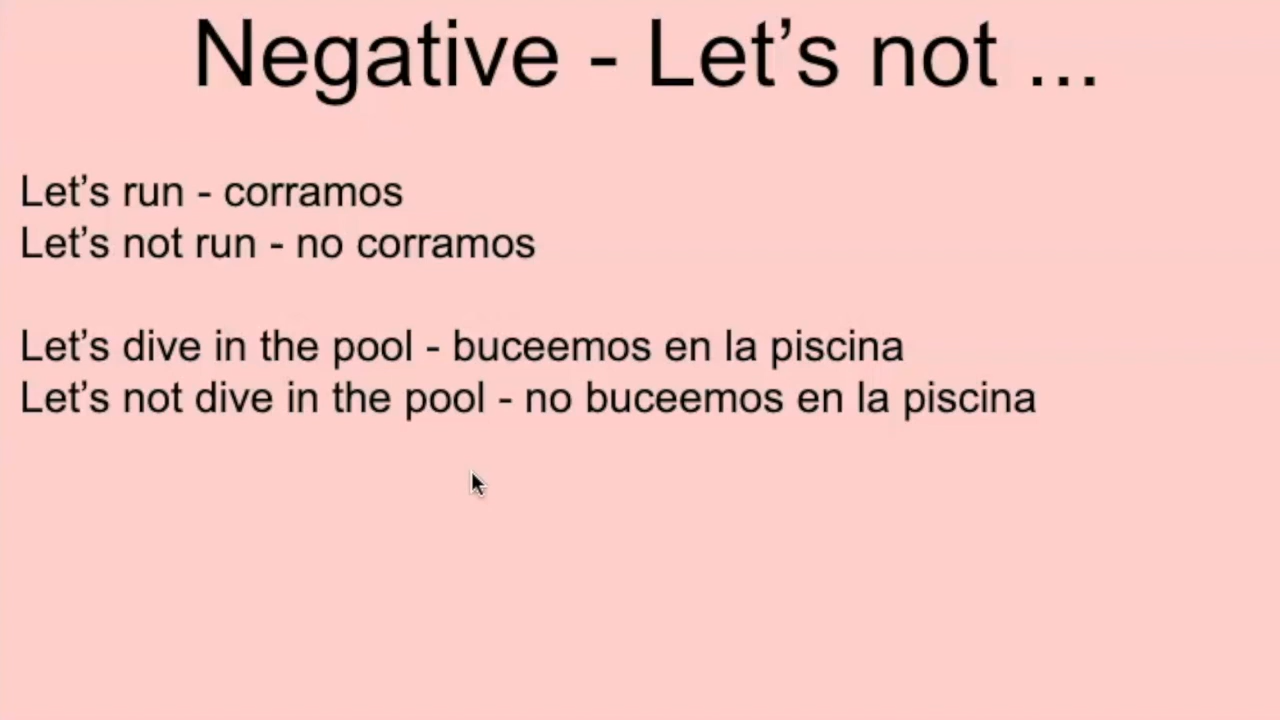 Negative - Let’s not ...
Let’s run - corramos
Let’s not run - no corramos
Let’s dive in the pool - buceemos en la piscina
Let’s not dive in the pool - no buceemos en la piscina